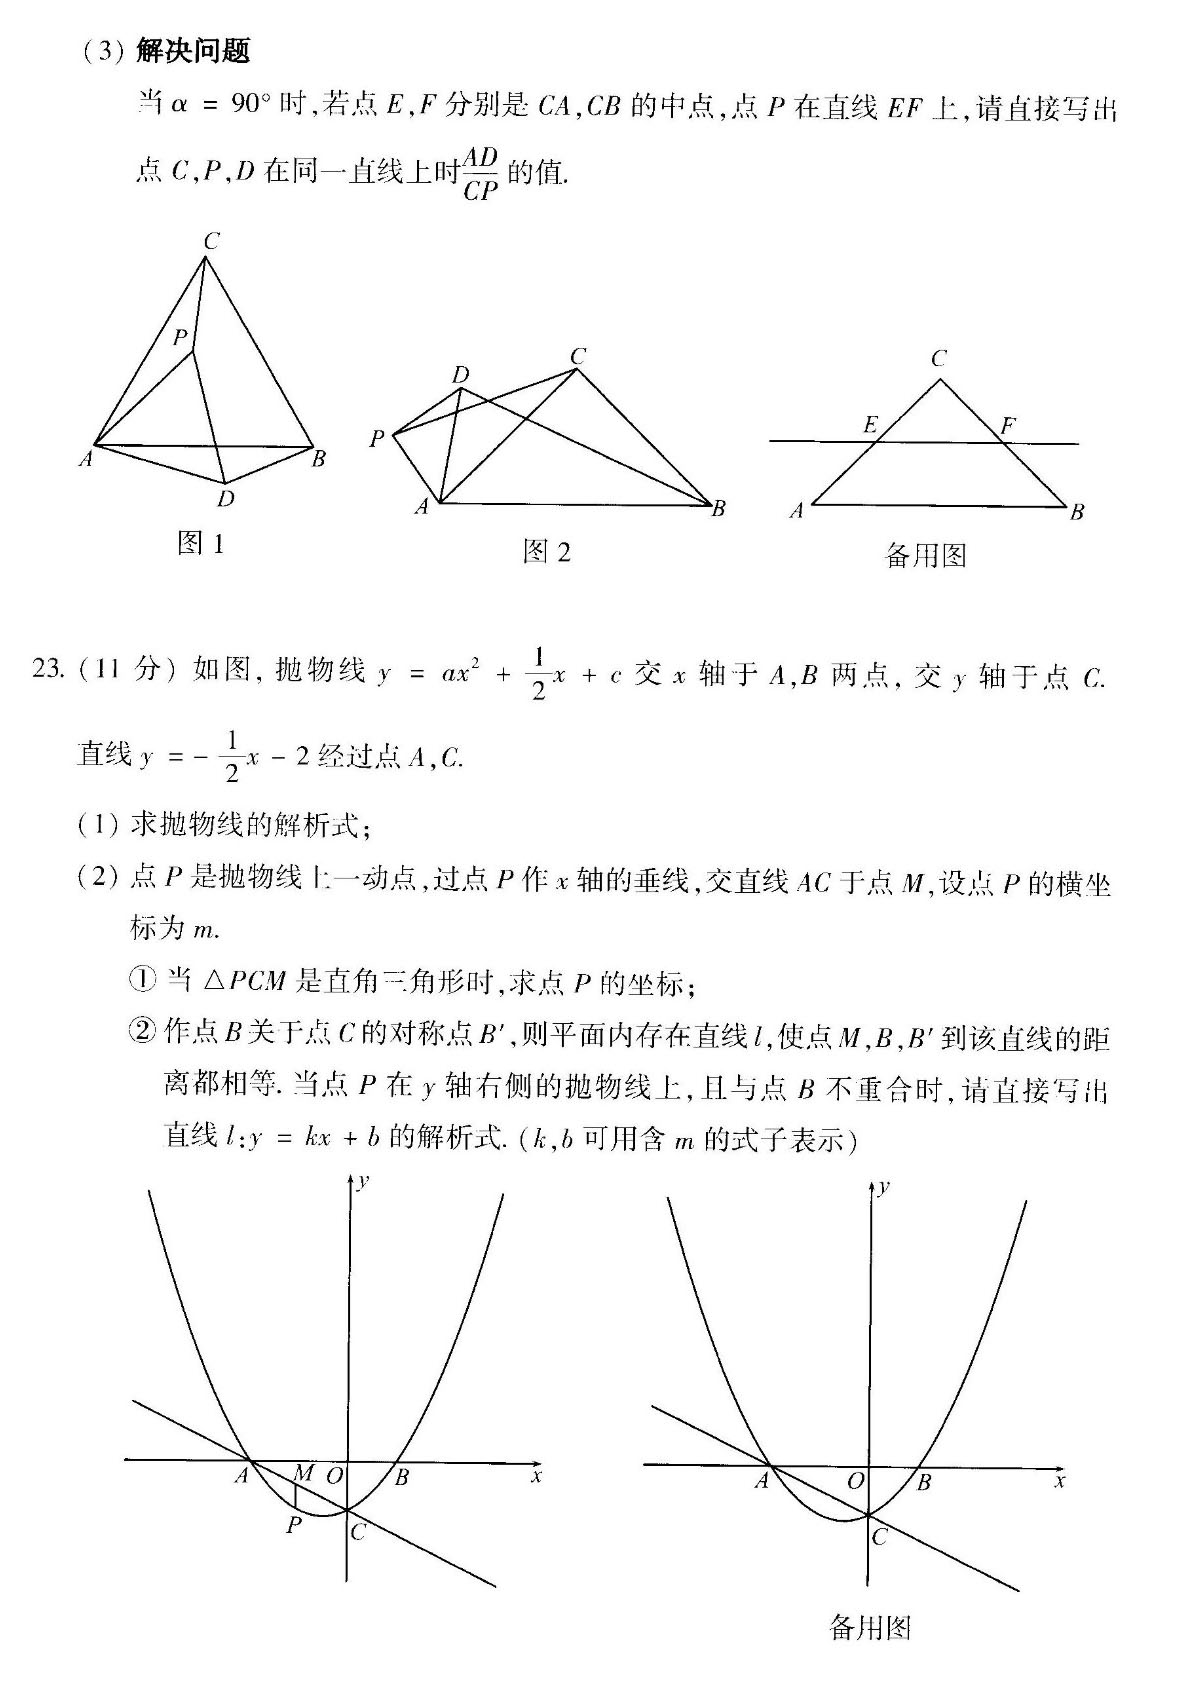 (3) 解决问题
当 α = 90° 时,若点 E,F 分别是 CA,CB 的中点,点 P 在直线 EF 上,请直接写出
点 C,P,D 在同一直线上时 AD/CP 的值.
C
P
A
B
D
图 1
D
C
P
A
B
图 2
C
E
F
A
B
备用图
23. (11 分) 如图, 抛物线 y = ax² + 1/2 x + c 交 x 轴于 A,B 两点, 交 y 轴于点 C.
直线 y = - 1/2 x - 2 经过点 A,C.
(1) 求抛物线的解析式;
(2) 点 P 是抛物线上一动点,过点 P 作 x 轴的垂线,交直线 AC 于点 M,设点 P 的横坐
标为 m.
① 当 △PCM 是直角三角形时,求点 P 的坐标;
② 作点 B 关于点 C 的对称点 B′,则平面内存在直线 l,使点 M,B,B′ 到该直线的距
离都相等. 当点 P 在 y 轴右侧的抛物线上,且与点 B 不重合时,请直接写出
直线 l:y = kx + b 的解析式. (k,b 可用含 m 的式子表示)
y
A
M
O
B
x
P
C
y
A
O
B
x
C
备用图